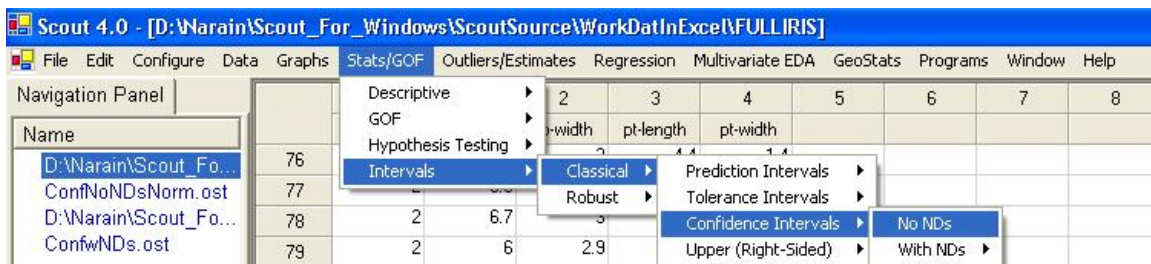 Scout 4.0 - [D:\Narain\Scout_For_Windows\ScoutSource\WorkDatInExcel\FULLIRIS]
File Edit Configure Data Graphs Stats/GOF Outliers/Estimates Regression Multivariate EDA GeoStats Programs Window Help
Navigation Panel
Name
D:\Narain\Scout_Fo...
ConfNoNDsNorm.ost
D:\Narain\Scout_Fo...
ConfwNDs.ost
2 3 4 5 6 7 8
-width pt-length pt-width
76
77
78 2 6.7 3
79 2 6 2.9
Descriptive
GOF
Hypothesis Testing
Intervals
Classical
Robust
Prediction Intervals
Tolerance Intervals
Confidence Intervals
Upper (Right-Sided)
No NDs
With NDs